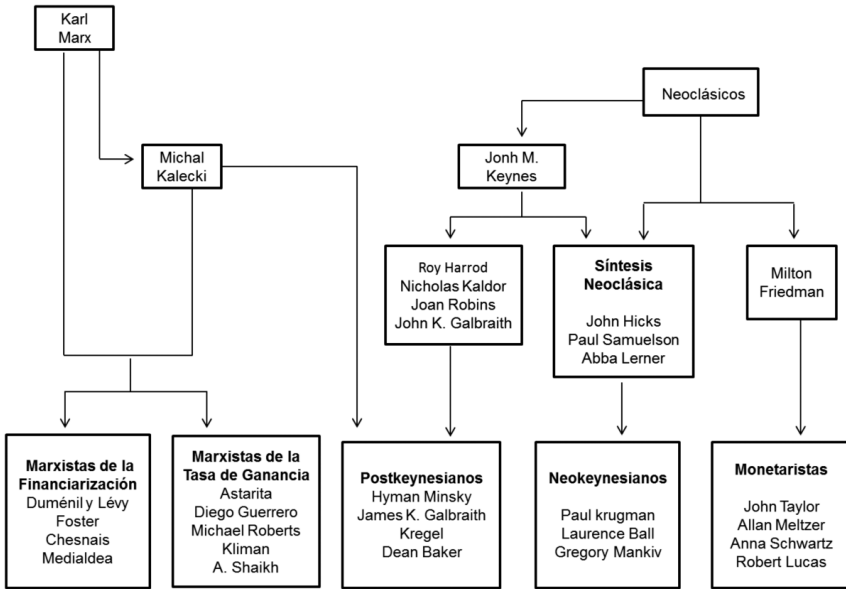 Karl
Marx
Neoclásicos
Michal
Kalecki
Jonh M.
Keynes
Roy Harrod
Nicholas Kaldor
Joan Robins
John K. Galbraith
Síntesis
Neoclásica
John Hicks
Paul Samuelson
Abba Lerner
Milton
Friedman
Marxistas de la
Financiarización
Duménil y Lévy
Foster
Chesnais
Medialdea
Marxistas de la
Tasa de Ganancia
Astarita
Diego Guerrero
Michael Roberts
Kliman
A. Shaikh
Postkeynesianos
Hyman Minsky
James K. Galbraith
Kregel
Dean Baker
Neokeynesianos
Paul krugman
Laurence Ball
Gregory Mankiv
Monetaristas
John Taylor
Allan Meltzer
Anna Schwartz
Robert Lucas